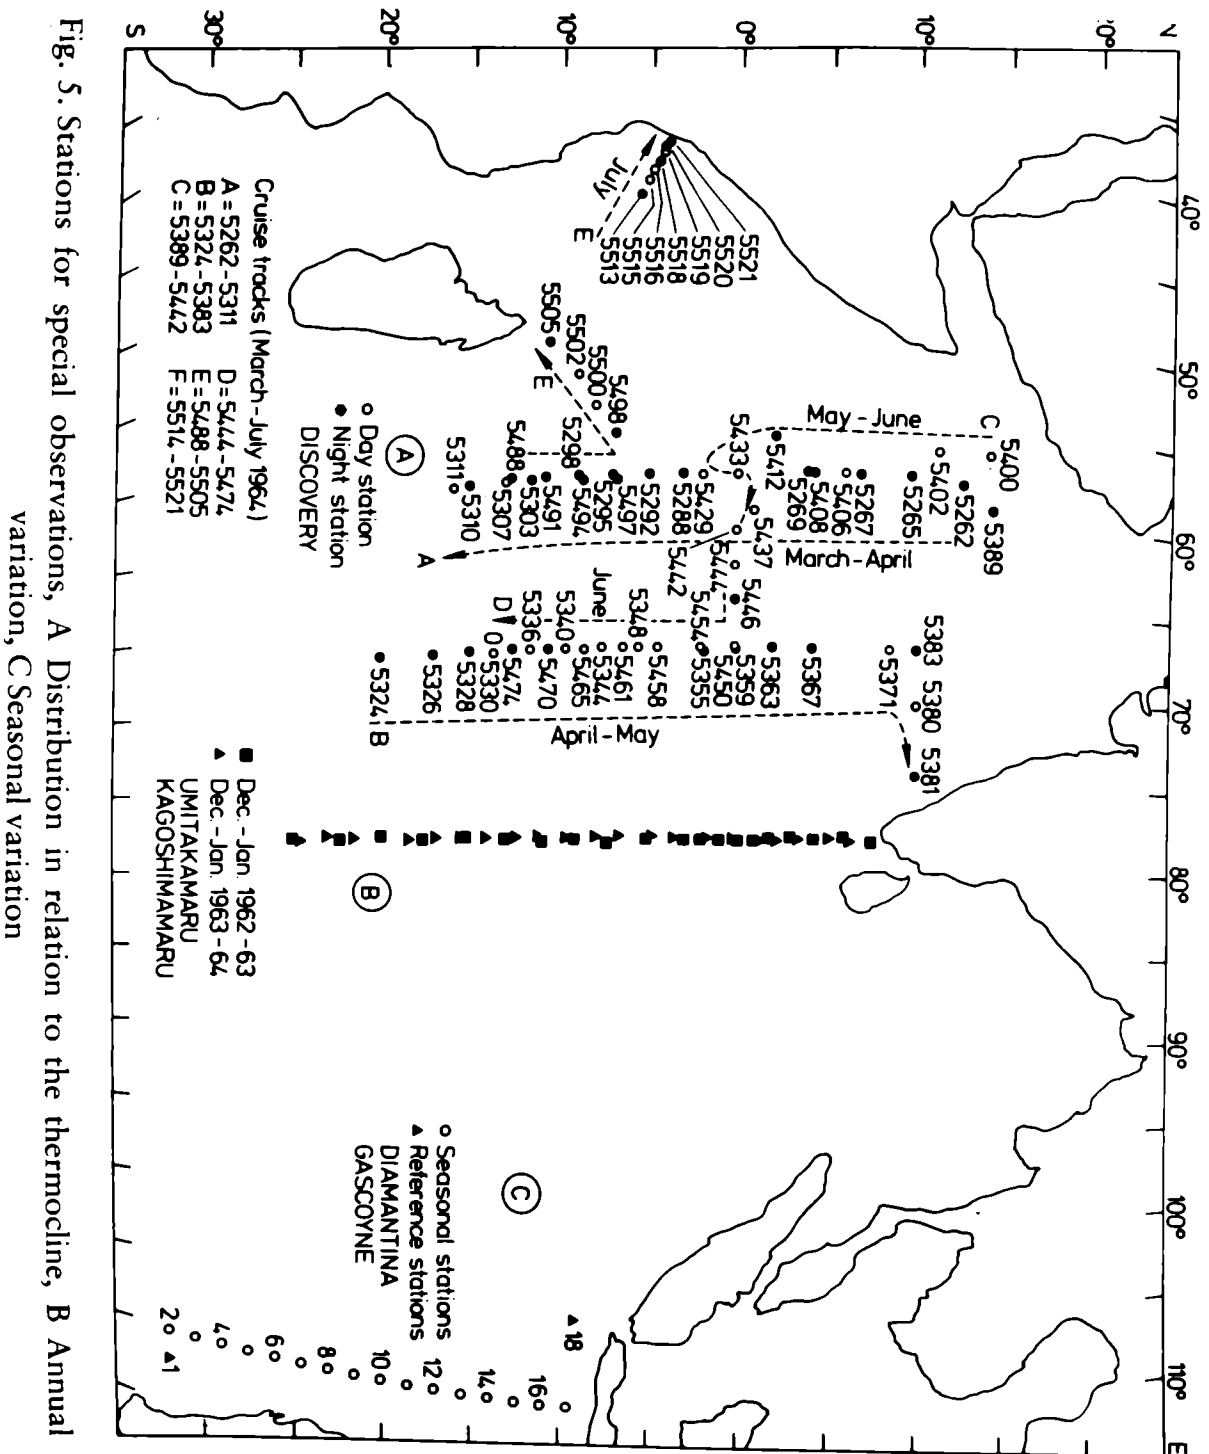 40°
50°
60°
70°
80°
90°
100°
110°
E
N
10°
0°
10°
20°
30°
S
5521
5520
5519
5518
5516
5515
5513
E
July
5505
5502
5500
5498
E
C
5400
May-June
5402
5389
5262
5265
5267
5406
5408
5269
5412
5433
5437
March-April
5429
5288
5292
5497
5295
5494
5298
5491
5303
5488
5307
5310
5311
A
5442
5444
5446
June
D
5383
5380
5381
5371
5367
5363
5359
5450
5355
5454
5458
5348
5461
5344
5465
5340
5470
5336
5474
5330
5328
5326
5324
B
April-May
A
Day station
Night station
DISCOVERY
Cruise tracks (March-July 1964)
A = 5262-5311 D = 5444-5474
B = 5324-5383 E = 5488-5505
C = 5389-5442 F = 5514-5521
B
Dec.-Jan. 1962-63
Dec.-Jan. 1963-64
UMITAKAMARU
KAGOSHIMAMARU
C
Seasonal stations
Reference stations
DIAMANTINA
GASCOYNE
18
16
14
12
10
8
6
4
2
1
Fig. 5. Stations for special observations, A Distribution in relation to the thermocline, B Annual
variation, C Seasonal variation